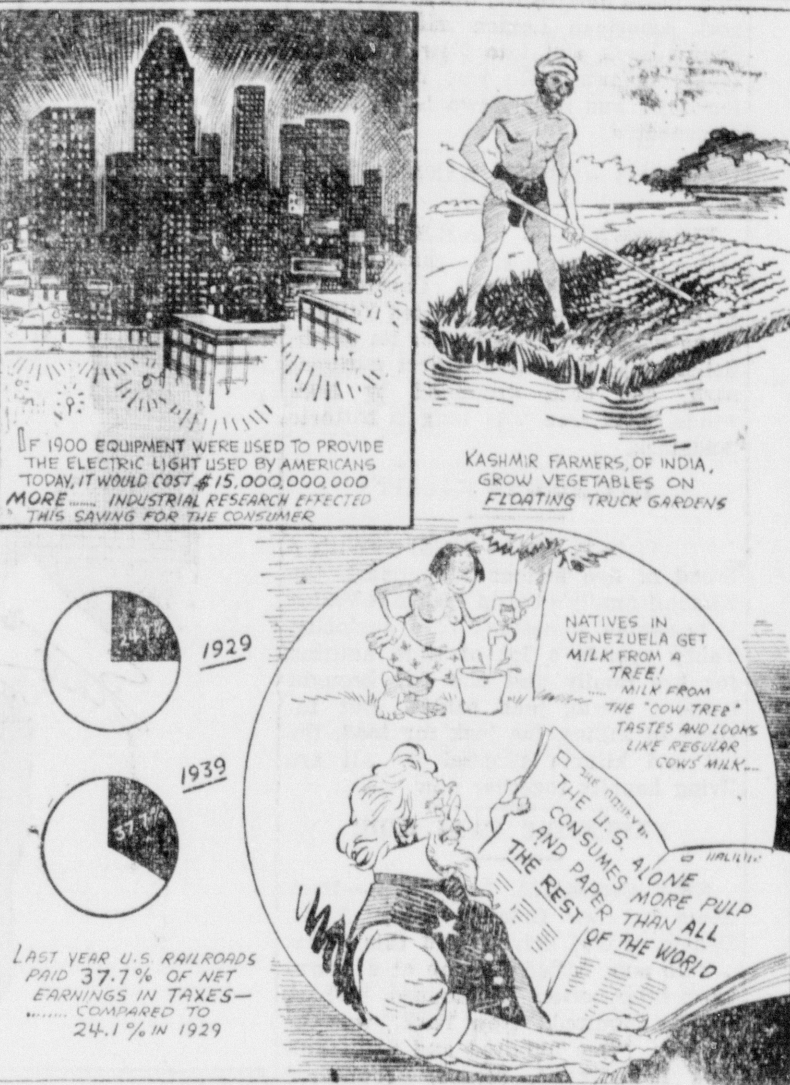 IF 1900 EQUIPMENT WERE USED TO PROVIDE
THE ELECTRIC LIGHT USED BY AMERICANS
TODAY, IT WOULD COST $15,000,000,000
MORE...... INDUSTRIAL RESEARCH EFFECTED
THIS SAVING FOR THE CONSUMER
KASHMIR FARMERS, OF INDIA,
GROW VEGETABLES ON
FLOATING TRUCK GARDENS
1929
1939
37.7%
LAST YEAR U.S. RAILROADS
PAID 37.7% OF NET
EARNINGS IN TAXES—
........ COMPARED TO
24.1% IN 1929
NATIVES IN
VENEZUELA GET
MILK FROM A
TREE!
..... MILK FROM
THE "COW TREE"
TASTES AND LOOKS
LIKE REGULAR
COWS' MILK....
THE U.S. ALONE
CONSUMES MORE PULP
AND PAPER THAN ALL
THE REST OF THE WORLD